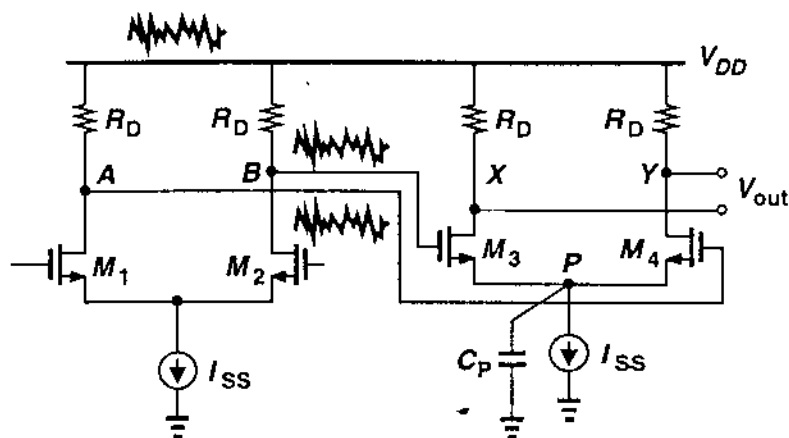 V_DD
R_D R_D R_D R_D
A B X Y
V_out
M_1 M_2 M_3 M_4
P
I_SS C_P I_SS